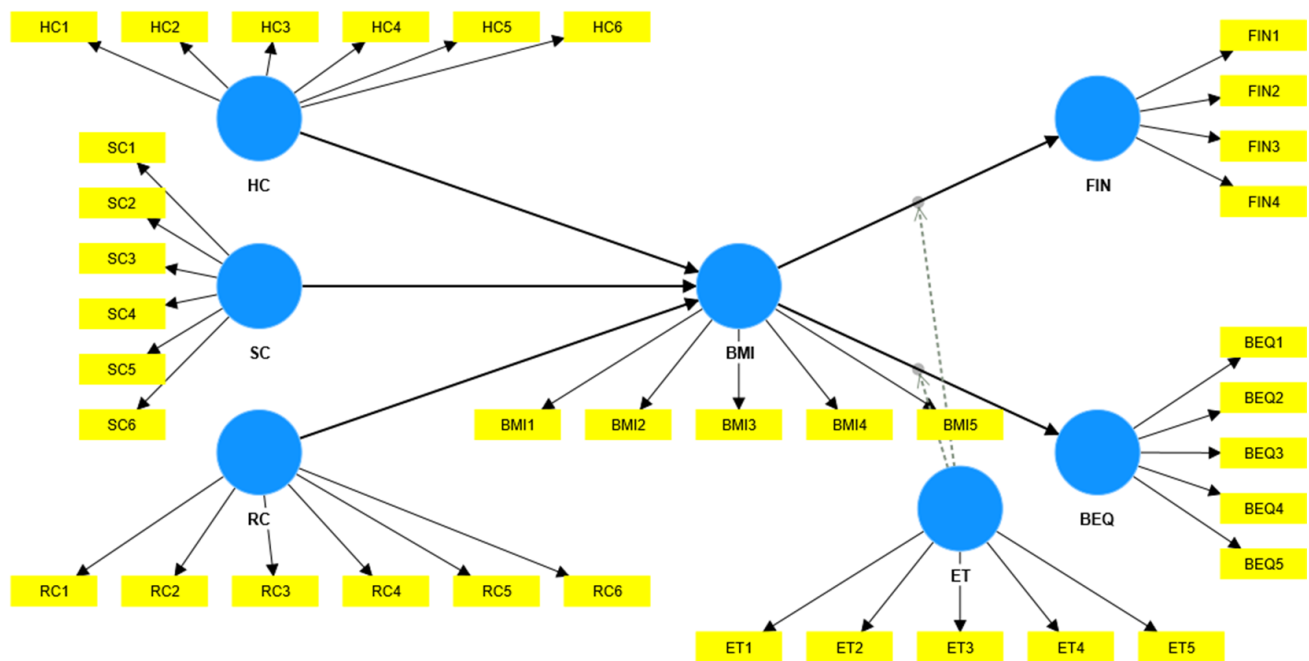 HC1
HC2
HC3
HC4
HC5
HC6
HC
SC1
SC2
SC3
SC4
SC5
SC6
SC
RC
RC1
RC2
RC3
RC4
RC5
RC6
BMI
BMI1
BMI2
BMI3
BMI4
BMI5
FIN
FIN1
FIN2
FIN3
FIN4
BEQ
BEQ1
BEQ2
BEQ3
BEQ4
BEQ5
ET
ET1
ET2
ET3
ET4
ET5